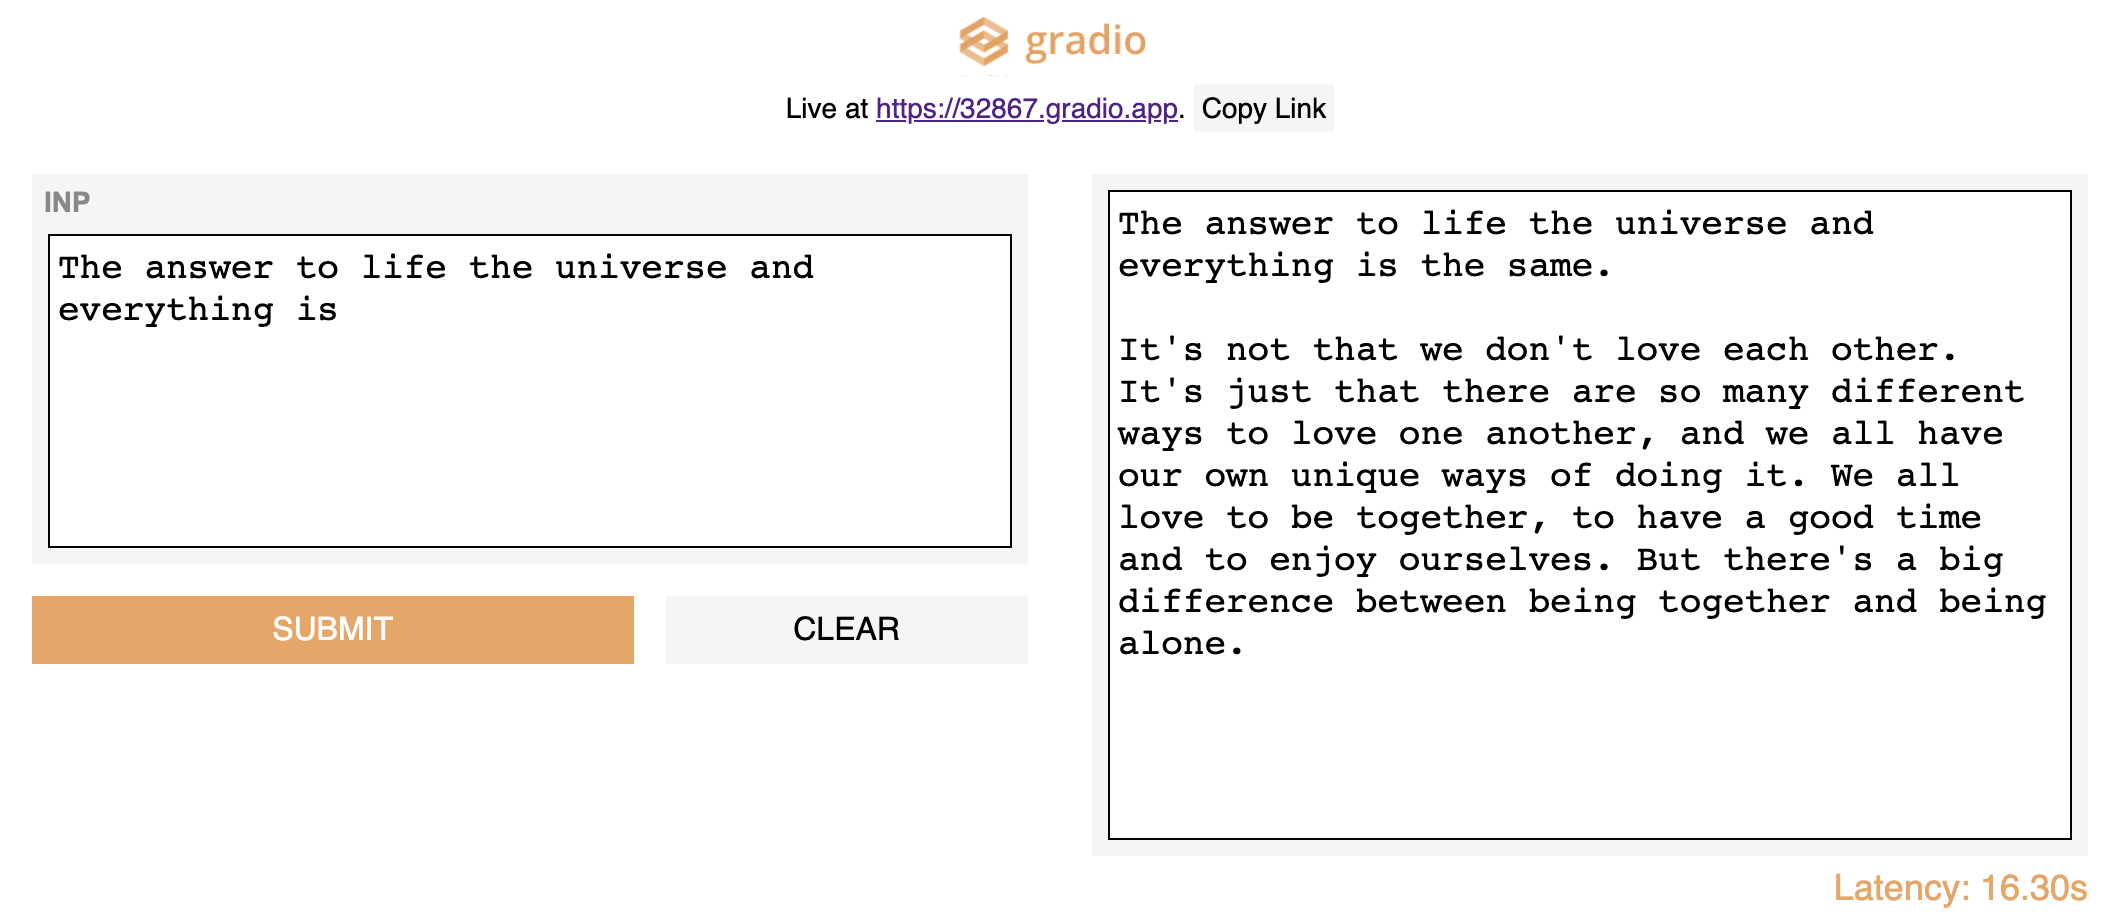 gradio
Live at https://32867.gradio.app. Copy Link
INP
The answer to life the universe and
everything is
SUBMIT
CLEAR
The answer to life the universe and
everything is the same.
It's not that we don't love each other.
It's just that there are so many different
ways to love one another, and we all have
our own unique ways of doing it. We all
love to be together, to have a good time
and to enjoy ourselves. But there's a big
difference between being together and being
alone.
Latency: 16.30s